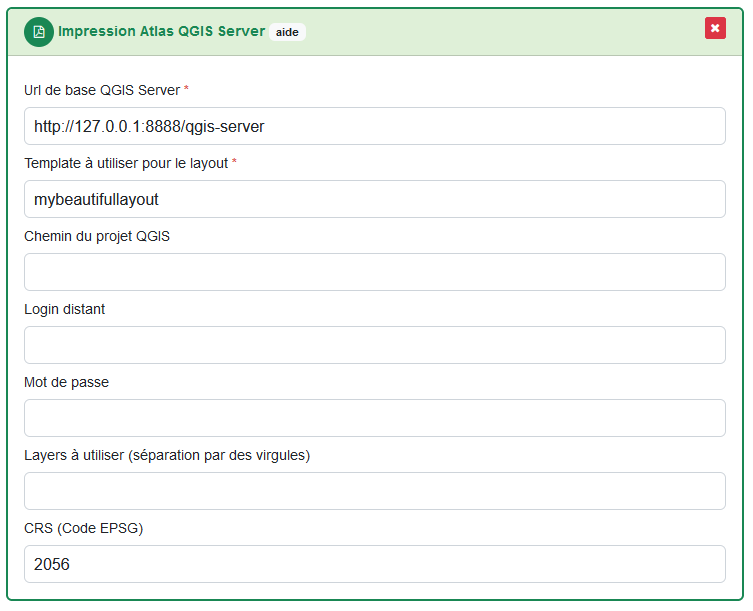 Impression Atlas QGIS Server aide
Url de base QGIS Server *
http://127.0.0.1:8888/qgis-server
Template à utiliser pour le layout *
mybeautifullayout
Chemin du projet QGIS
Login distant
Mot de passe
Layers à utiliser (séparation par des virgules)
CRS (Code EPSG)
2056